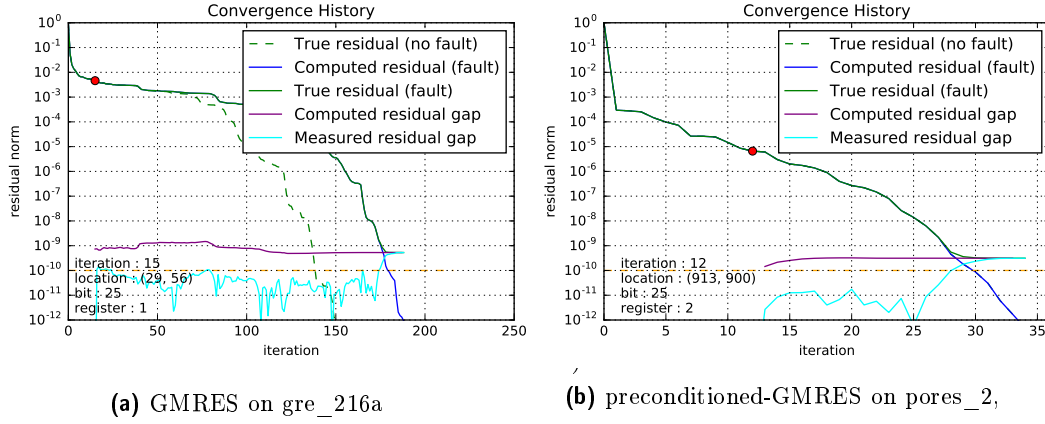 Convergence History
10^0
10^-1
10^-2
10^-3
10^-4
10^-5
10^-6
10^-7
10^-8
10^-9
10^-10
10^-11
10^-12
residual norm
True residual (no fault)
Computed residual (fault)
True residual (fault)
Computed residual gap
Measured residual gap
iteration : 15
location : (29, 56)
bit : 25
register : 1
0 50 100 150 200 250
iteration
(a) GMRES on gre_216a
Convergence History
10^0
10^-1
10^-2
10^-3
10^-4
10^-5
10^-6
10^-7
10^-8
10^-9
10^-10
10^-11
10^-12
residual norm
True residual (no fault)
Computed residual (fault)
True residual (fault)
Computed residual gap
Measured residual gap
iteration : 12
location : (913, 900)
bit : 25
register : 2
0 5 10 15 20 25 30 35
iteration
,
(b) preconditioned-GMRES on pores_2,